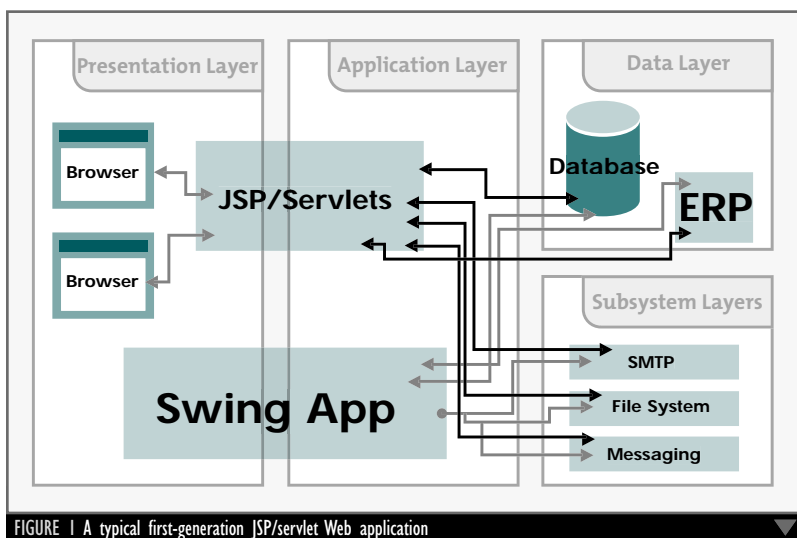 Presentation Layer
Application Layer
Data Layer
Browser
JSP/Servlets
Database
ERP
Browser
Subsystem Layers
SMTP
Swing App
File System
Messaging
FIGURE 1 A typical first-generation JSP/servlet Web application